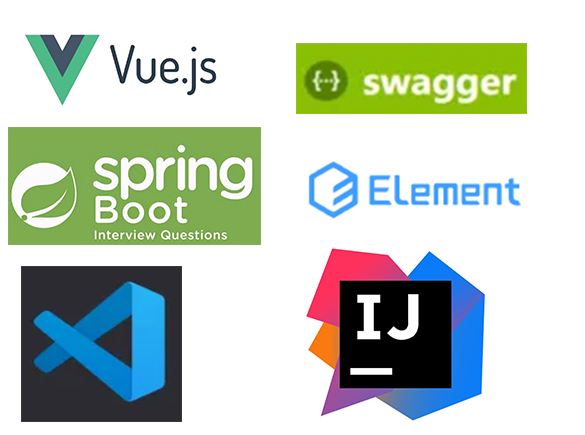 Vue.js
{···} swagger
spring
Boot
Interview Questions
Element
IJ